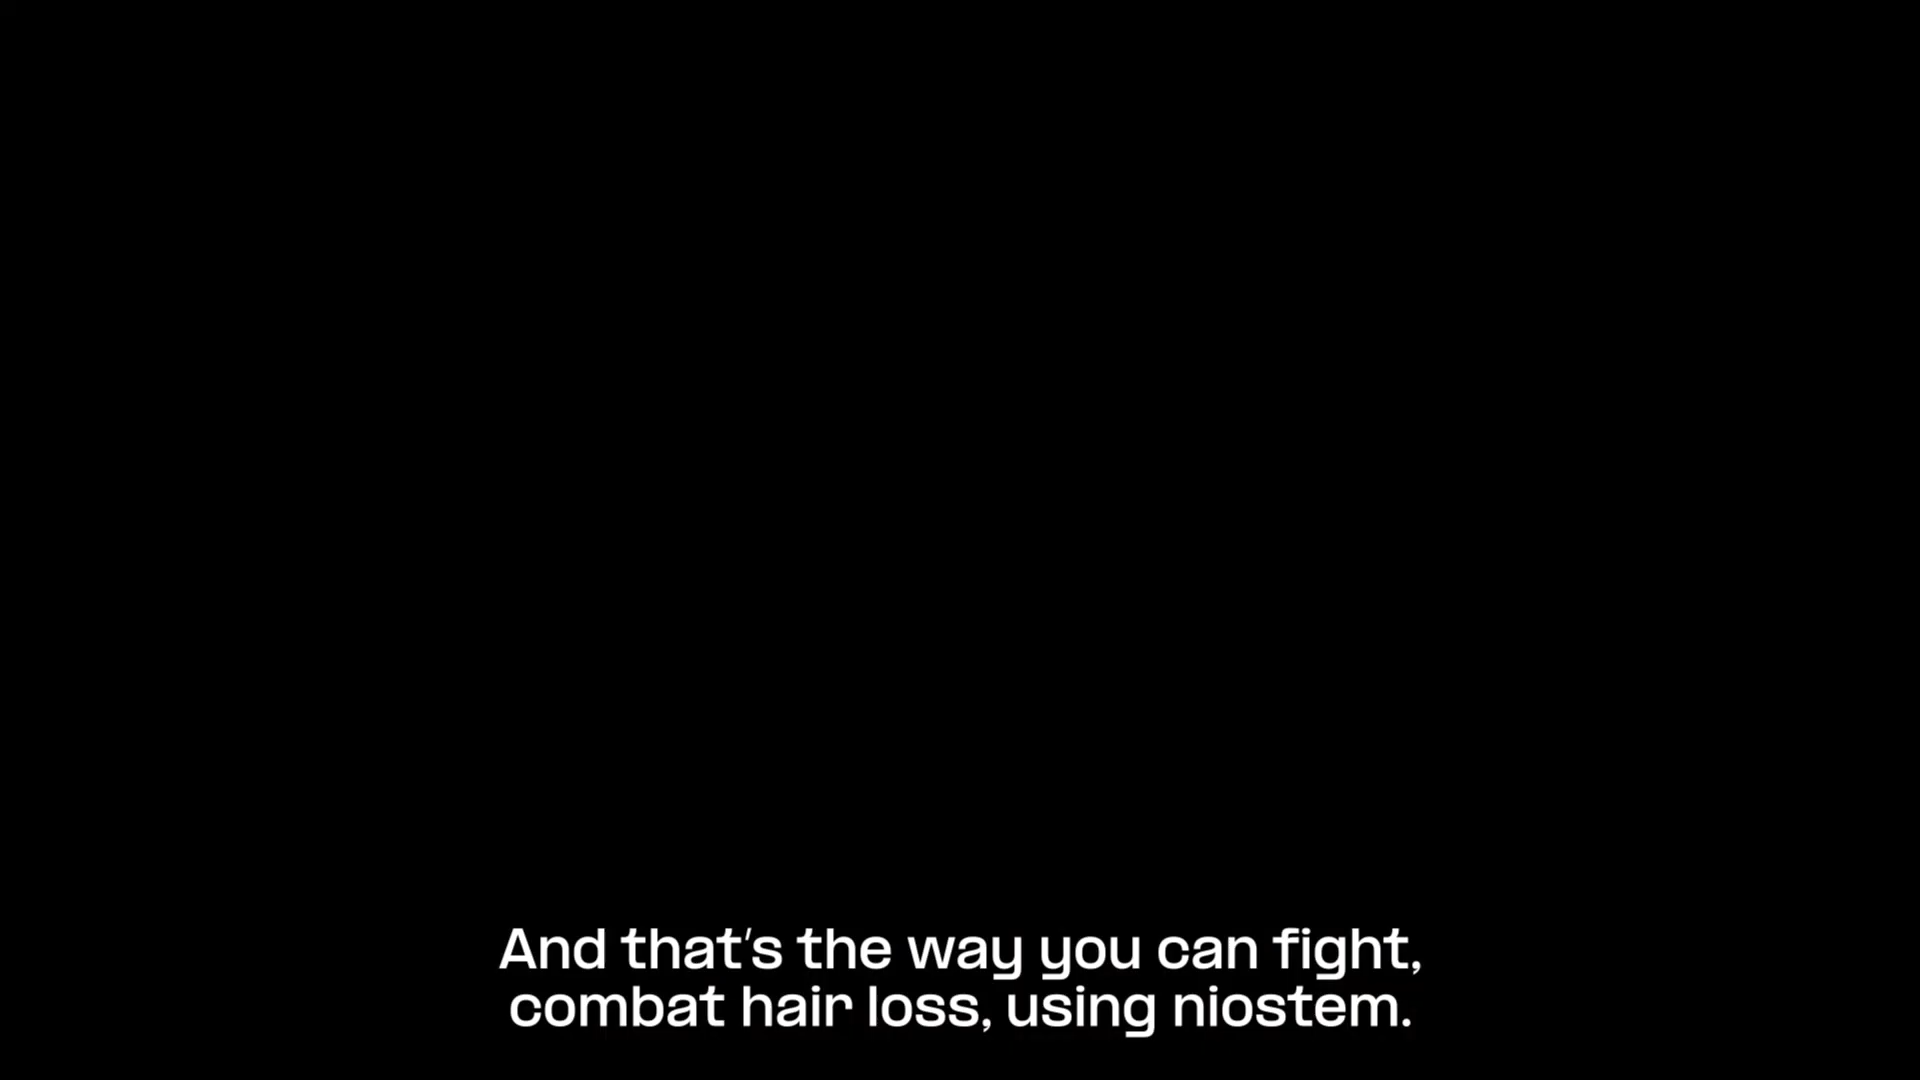 And that's the way you can fight,
combat hair loss, using niostem.